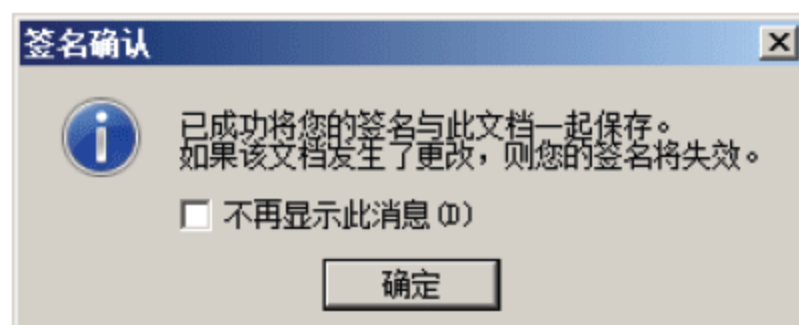 签名确认
已成功将您的签名与此文档一起保存。
如果该文档发生了更改，则您的签名将失效。
不再显示此消息(D)
确定